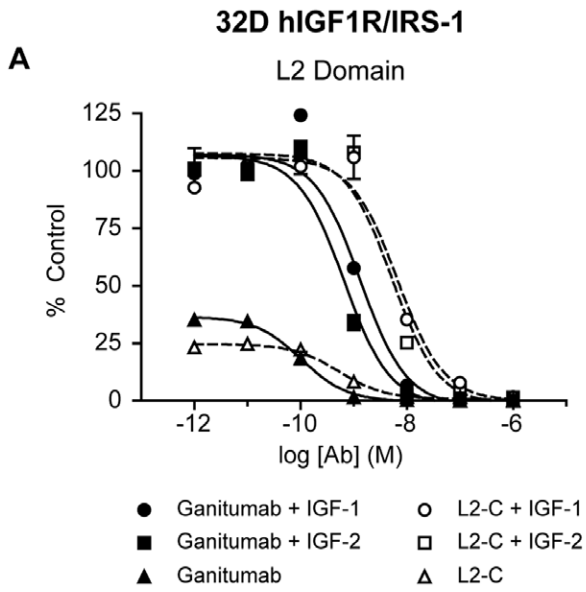 32D hIGF1R/IRS-1
A
L2 Domain
% Control
125
100
75
50
25
0
-12 -10 -8 -6
log [Ab] (M)
Ganitumab + IGF-1 L2-C + IGF-1
Ganitumab + IGF-2 L2-C + IGF-2
Ganitumab L2-C